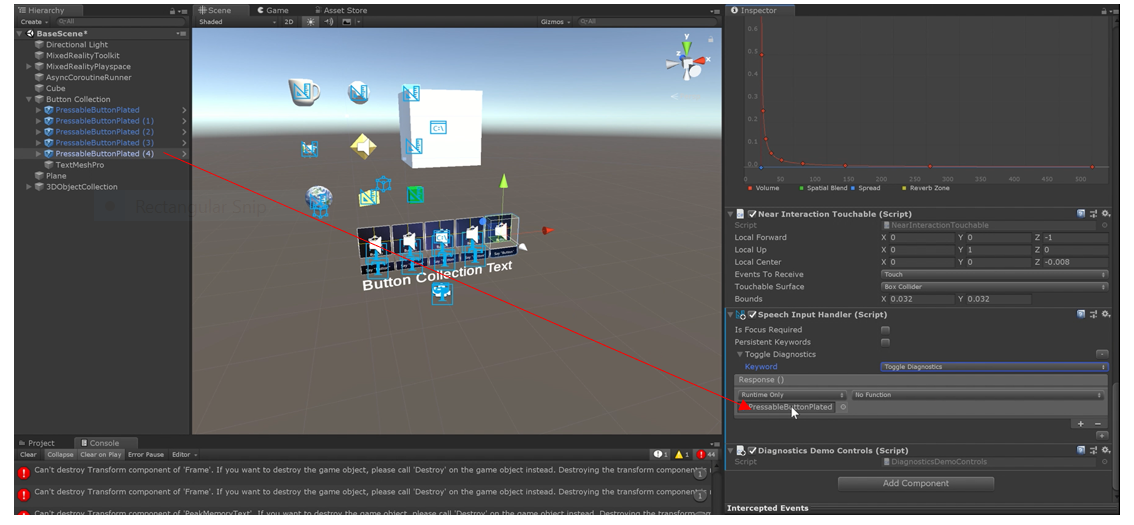 Hierarchy
Create
All
BaseScene*
Directional Light
MixedRealityToolkit
MixedRealityPlayspace
AsyncCoroutineRunner
Cube
Button Collection
PressableButtonPlated
PressableButtonPlated (1)
PressableButtonPlated (2)
PressableButtonPlated (3)
PressableButtonPlated (4)
TextMeshPro
Plane
3DObjectCollection
Rectangular Snip
Scene Game Asset Store
Shaded 2D Gizmos All
y
x
z
C:\
Button Collection Text
Inspector
0.6
0.5
0.4
0.3
0.2
0.1
0.0
0 50 100 150 200 250 300 350 400 450 500
Volume Spatial Blend Spread Reverb Zone
Near Interaction Touchable (Script)
Script NearInteractionTouchable
Local Forward X 0 Y 0 Z -1
Local Up X 0 Y 1 Z 0
Local Center X 0 Y 0 Z -0.008
Events To Receive Touch
Touchable Surface Box Collider
Bounds X 0.032 Y 0.032
Speech Input Handler (Script)
Is Focus Required
Persistent Keywords
Toggle Diagnostics
Keyword Toggle Diagnostics
Response ()
Runtime Only No Function
PressableButtonPlated
Diagnostics Demo Controls (Script)
Script DiagnosticsDemoControls
Add Component
Intercepted Events
Project Console
Clear Collapse Clear on Play Error Pause Editor 1 1 44
Can't destroy Transform component of 'Frame'. If you want to destroy the game object, please call 'Destroy' on the game object instead. Destroying the transform component
Can't destroy Transform component of 'Frame'. If you want to destroy the game object, please call 'Destroy' on the game object instead. Destroying the transform component
Can't destroy Transform component of 'PeakMemoryText'. If you want to destroy the game object, please call 'Destroy' on the game object instead. Destroying the